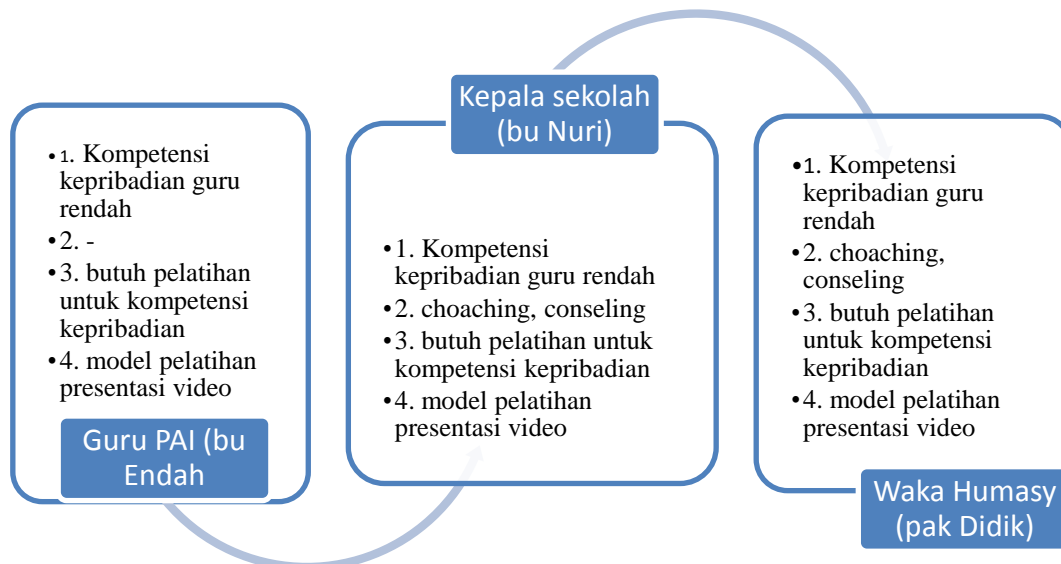 •1. Kompetensi
kepribadian guru
rendah
•2. -
•3. butuh pelatihan
untuk kompetensi
kepribadian
•4. model pelatihan
presentasi video
Guru PAI (bu
Endah
Kepala sekolah
(bu Nuri)
•1. Kompetensi
kepribadian guru rendah
•2. choaching, conseling
•3. butuh pelatihan untuk
kompetensi kepribadian
•4. model pelatihan
presentasi video
•1. Kompetensi
kepribadian guru
rendah
•2. choaching,
conseling
•3. butuh pelatihan
untuk kompetensi
kepribadian
•4. model pelatihan
presentasi video
Waka Humasy
(pak Didik)